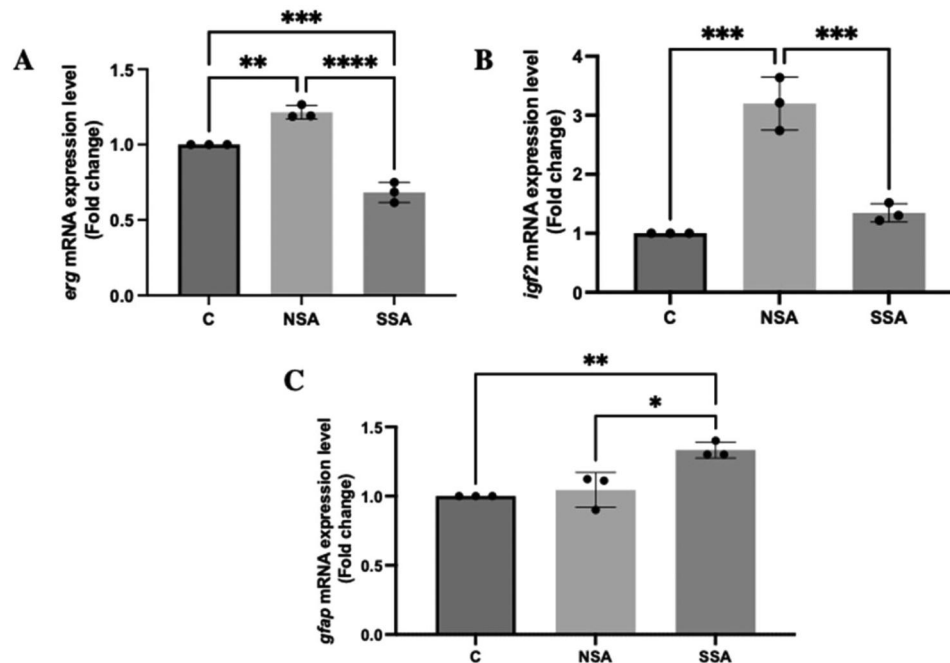 A
erg mRNA expression level
(Fold change)
1.5
1.0
0.5
0.0
***
**
****
C
NSA
SSA
B
igf2 mRNA expression level
(Fold change)
4
3
2
1
0
***
***
C
NSA
SSA
C
gfap mRNA expression level
(Fold change)
1.5
1.0
0.5
0.0
**
*
C
NSA
SSA